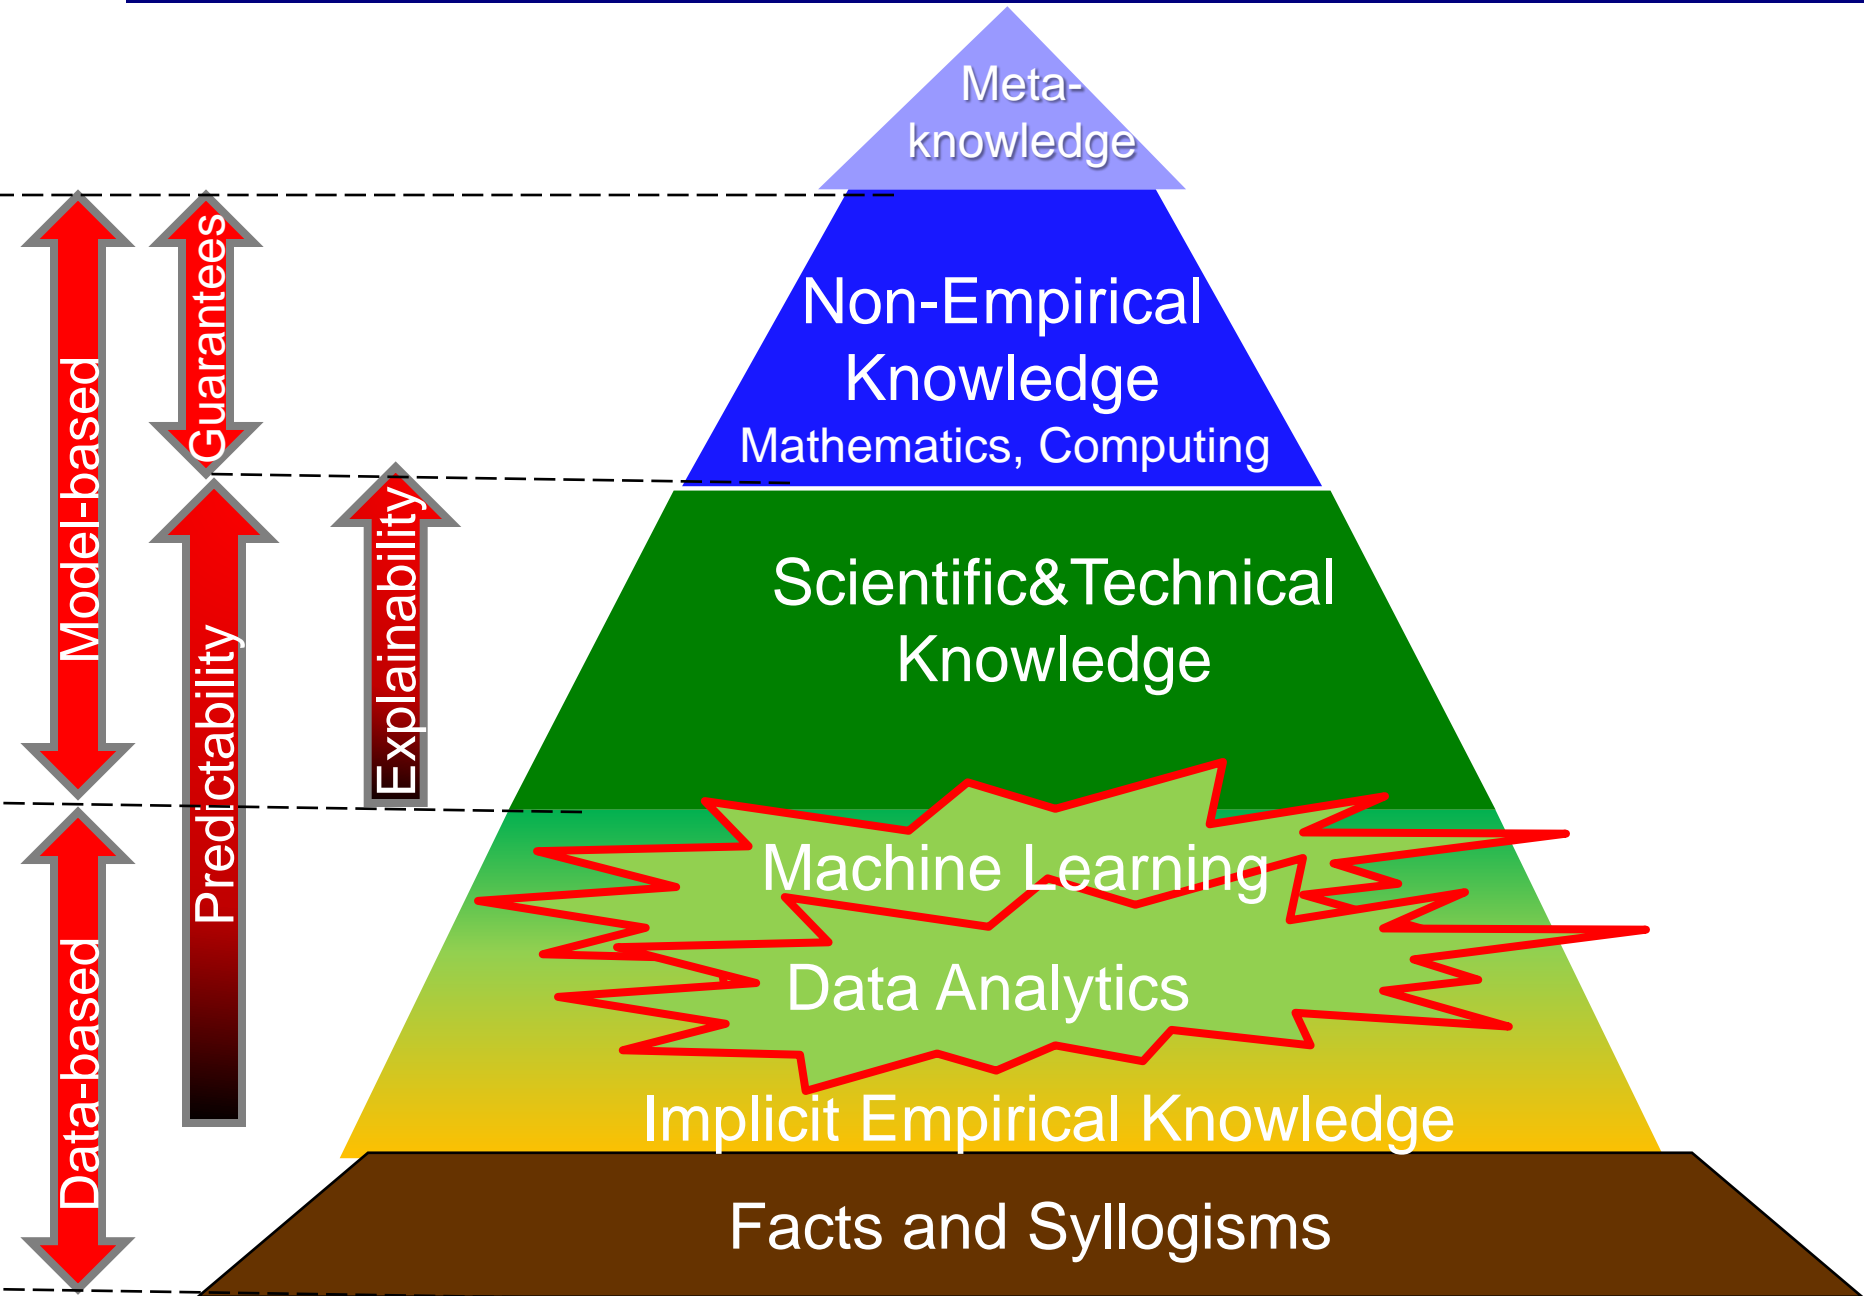 Meta-
knowledge
Non-Empirical
Knowledge
Mathematics, Computing
Scientific&Technical
Knowledge
Machine Learning
Data Analytics
Implicit Empirical Knowledge
Facts and Syllogisms
Model-based
Guarantees
Predictability
Explainability
Data-based